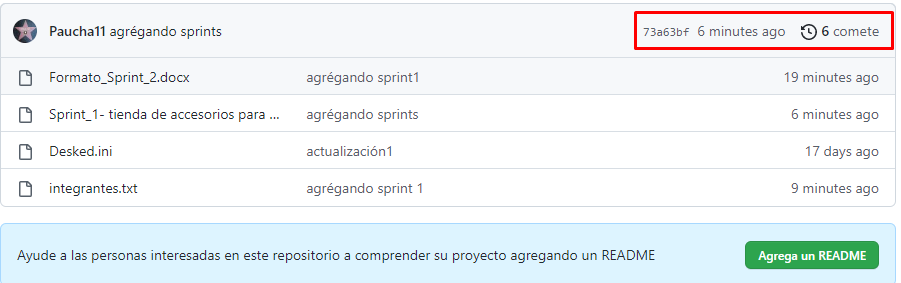 Paucha11 agrégando sprints 73a63bf 6 minutes ago 6 comete
Formato_Sprint_2.docx agrégando sprint1 19 minutes ago
Sprint_1- tienda de accesorios para ... agrégando sprints 6 minutes ago
Desked.ini actualización1 17 days ago
integrantes.txt agrégando sprint 1 9 minutes ago
Ayude a las personas interesadas en este repositorio a comprender su proyecto agregando un README Agrega un README